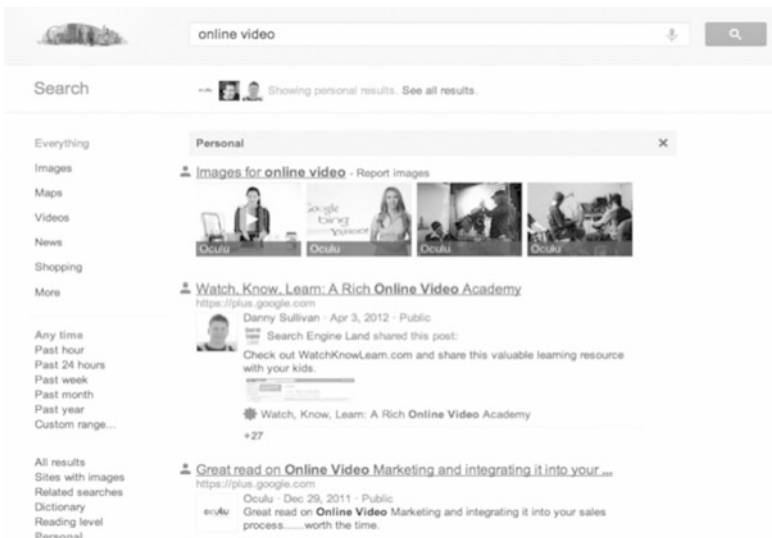 online video
Search
Showing personal results. See all results.
Everything
Images
Maps
Videos
News
Shopping
More
Any time
Past hour
Past 24 hours
Past week
Past month
Past year
Custom range...
All results
Sites with images
Related searches
Dictionary
Reading level
Personal
Personal ×
Images for online video - Report images
Google
bing
Yahoo
Oculu Oculu Oculu Oculu
Watch, Know, Learn: A Rich Online Video Academy
https://plus.google.com
Danny Sullivan · Apr 3, 2012 · Public
Search Engine Land shared this post:
Check out WatchKnowLearn.com and share this valuable learning resource
with your kids.
Watch, Know, Learn: A Rich Online Video Academy
+27
Great read on Online Video Marketing and integrating it into your ...
https://plus.google.com
oculu
Oculu · Dec 29, 2011 · Public
Great read on Online Video Marketing and integrating it into your sales
process......worth the time.